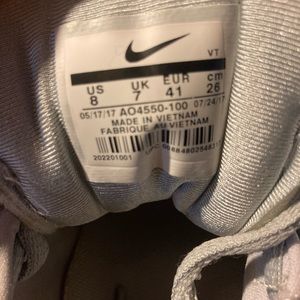 VT
US UK EUR cm
8 7 41 26
05/17/17 AO4550-100 07/24/17
MADE IN VIETNAM
FABRIQUE AU VIETNAM
202201001